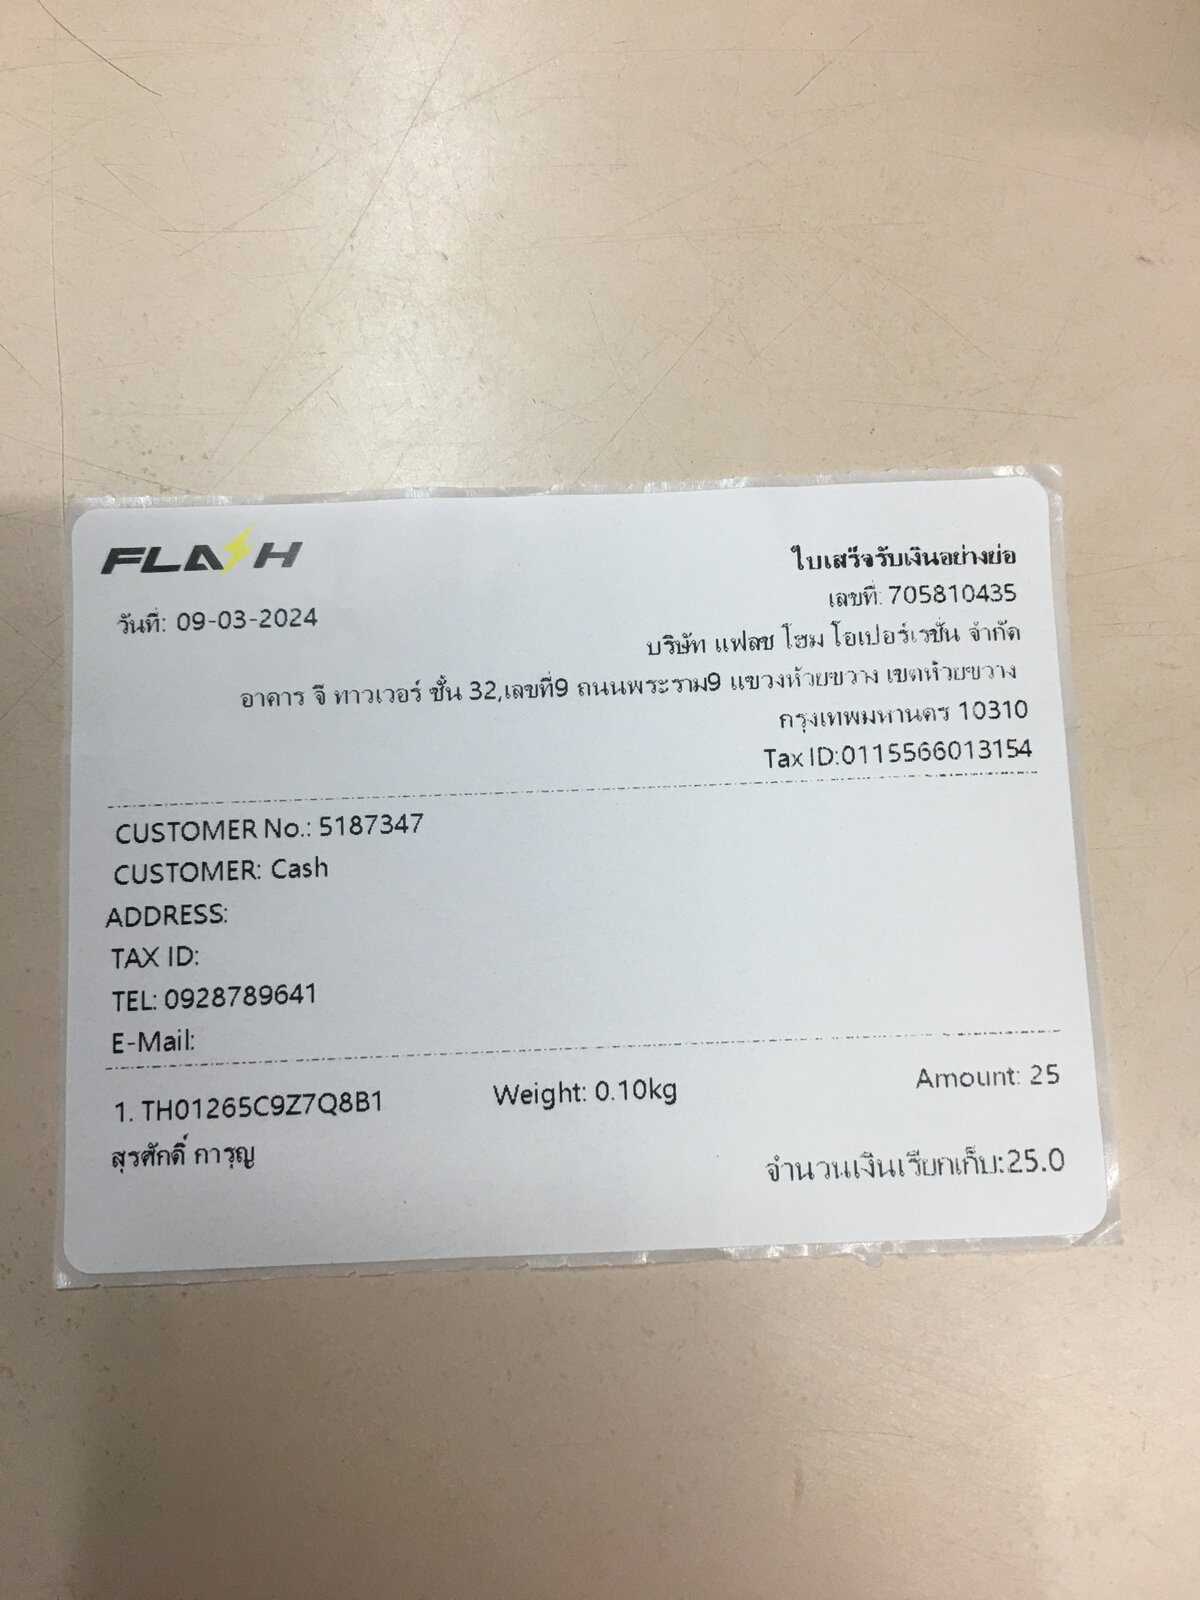 FLASH
ใบเสร็จรับเงินอย่างย่อ
เลขที่: 705810435
วันที่: 09-03-2024
บริษัท แฟลช โฮม โอเปอร์เรชั่น จำกัด
อาคาร จี ทาวเวอร์ ชั้น 32,เลขที่9 ถนนพระราม9 แขวงห้วยขวาง เขตห้วยขวาง
กรุงเทพมหานคร 10310
Tax ID:0115566013154
CUSTOMER No.: 5187347
CUSTOMER: Cash
ADDRESS:
TAX ID:
TEL: 0928789641
E-Mail:
1. TH01265C9Z7Q8B1 Weight: 0.10kg Amount: 25
สุรศักดิ์ การุญ
จำนวนเงินเรียกเก็บ:25.0